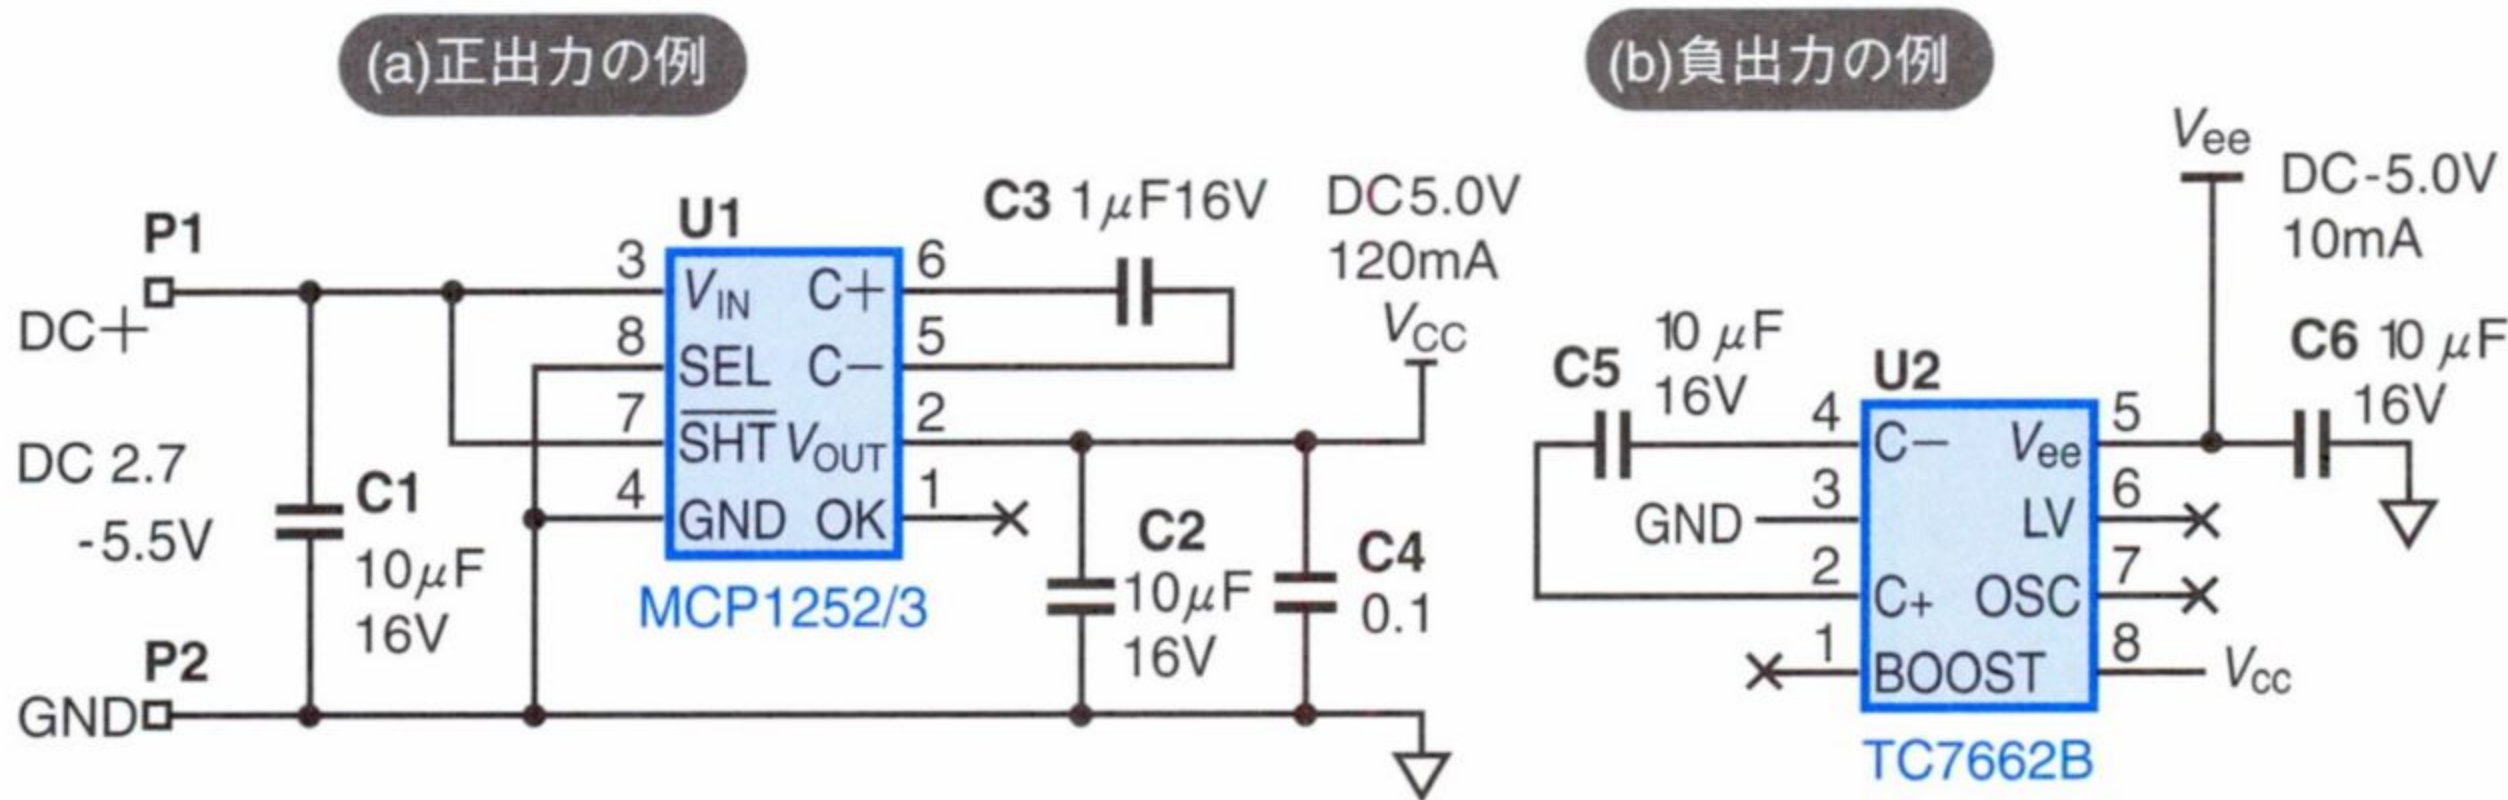 (a)正出力の例
P1
DC+
DC 2.7
-5.5V
P2
GND
C1
10μF
16V
U1
3
8
7
4
VIN
SEL
SHT
GND
C+
C−
VOUT
OK
6
5
2
1
MCP1252/3
C3 1μF16V
DC5.0V
120mA
VCC
C2
10μF
16V
C4
0.1
(b)負出力の例
Vee
DC-5.0V
10mA
C5
10 μF
16V
U2
4
3
2
1
GND
C−
C+
BOOST
Vee
LV
OSC
5
6
7
8
Vcc
C6 10 μF
16V
TC7662B